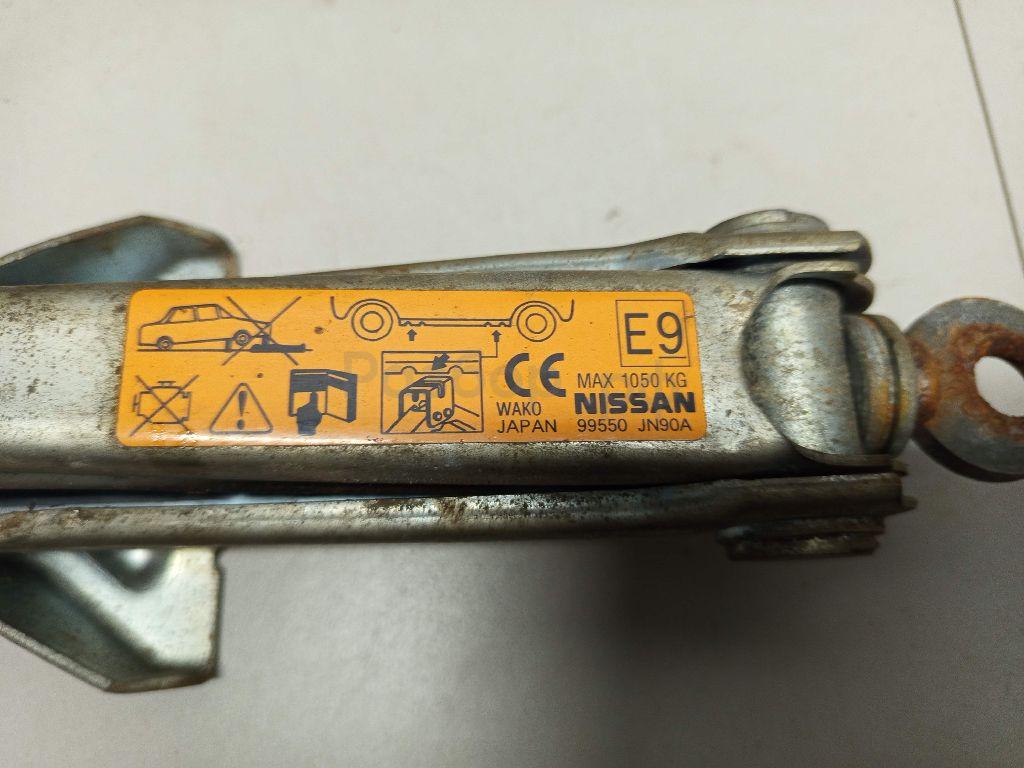 E9
CE
MAX 1050 KG
WAKO NISSAN
JAPAN 99550 JN90A